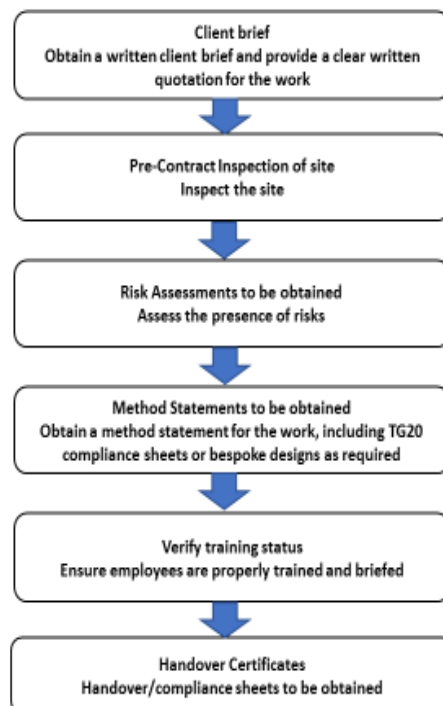 Client brief
Obtain a written client brief and provide a clear written
quotation for the work
Pre-Contract Inspection of site
Inspect the site
Risk Assessments to be obtained
Assess the presence of risks
Method Statements to be obtained
Obtain a method statement for the work, including TG20
compliance sheets or bespoke designs as required
Verify training status
Ensure employees are properly trained and briefed
Handover Certificates
Handover/compliance sheets to be obtained